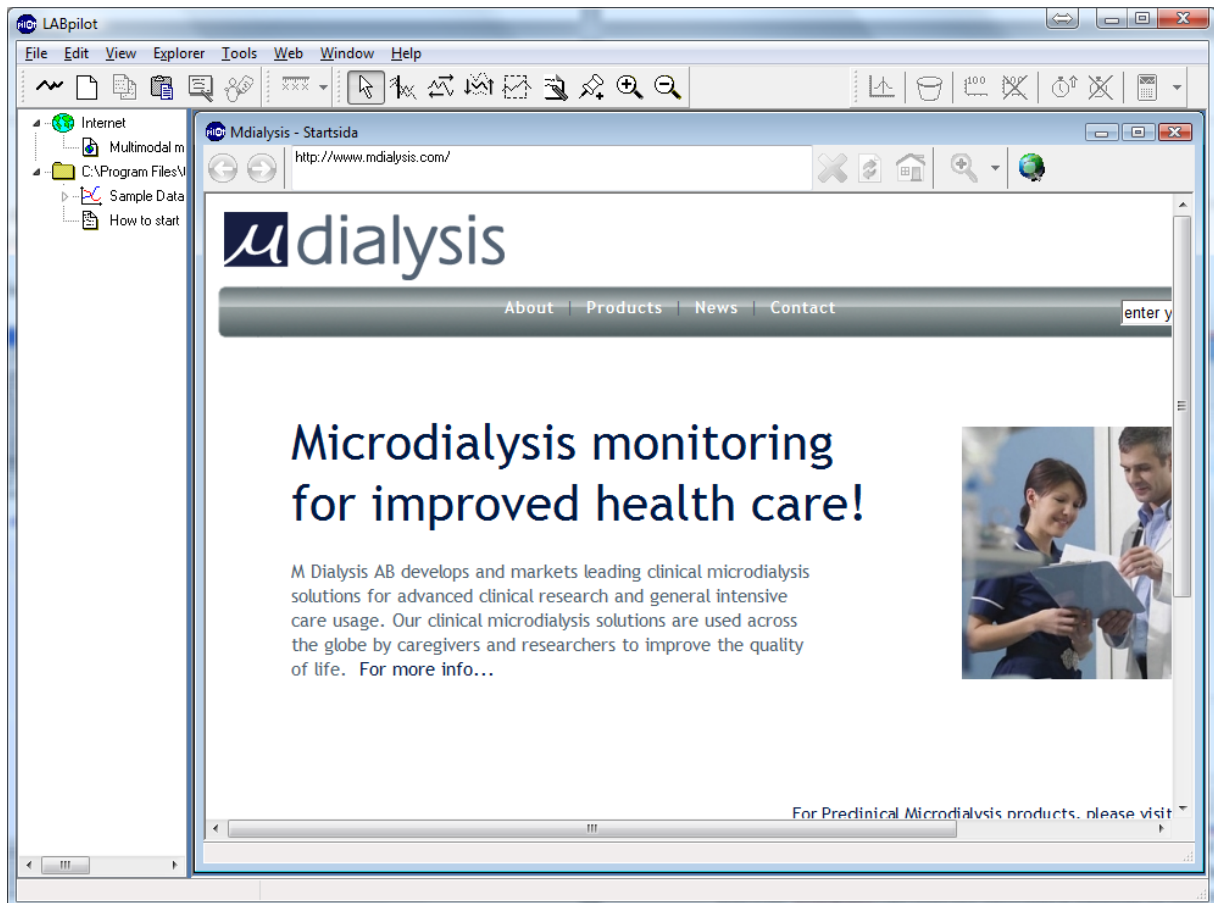 LABpilot
File Edit View Explorer Tools Web Window Help
Internet
Multimodal m
C:\Program Files\
Sample Data
How to start
Mdialysis - Startsida
http://www.mdialysis.com/
μdialysis
About | Products | News | Contact
enter y
Microdialysis monitoring
for improved health care!
M Dialysis AB develops and markets leading clinical microdialysis
solutions for advanced clinical research and general intensive
care usage. Our clinical microdialysis solutions are used across
the globe by caregivers and researchers to improve the quality
of life. For more info...
For Preclinical Microdialysis products, please visit